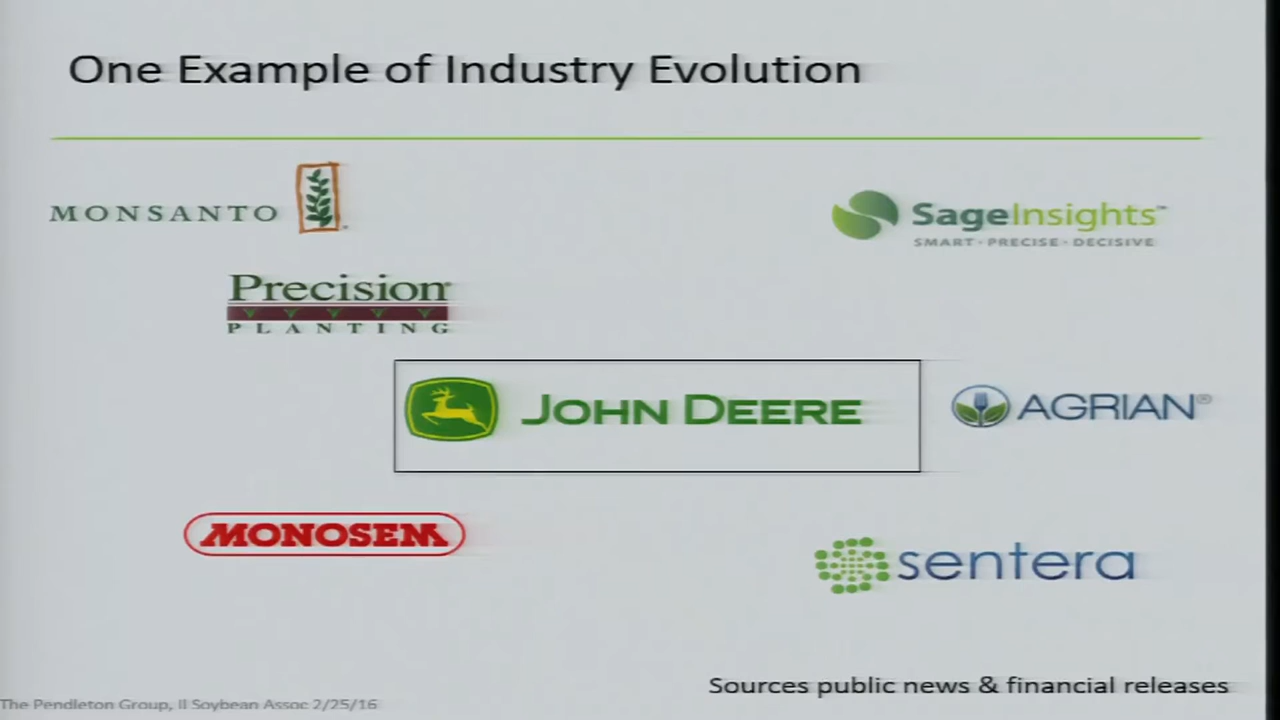 One Example of Industry Evolution
MONSANTO
SageInsights™
SMART · PRECISE · DECISIVE
Precision
PLANTING
JOHN DEERE
AGRIAN®
MONOSEM
sentera
Sources public news & financial releases
The Pendleton Group, Il Soybean Assoc 2/25/16